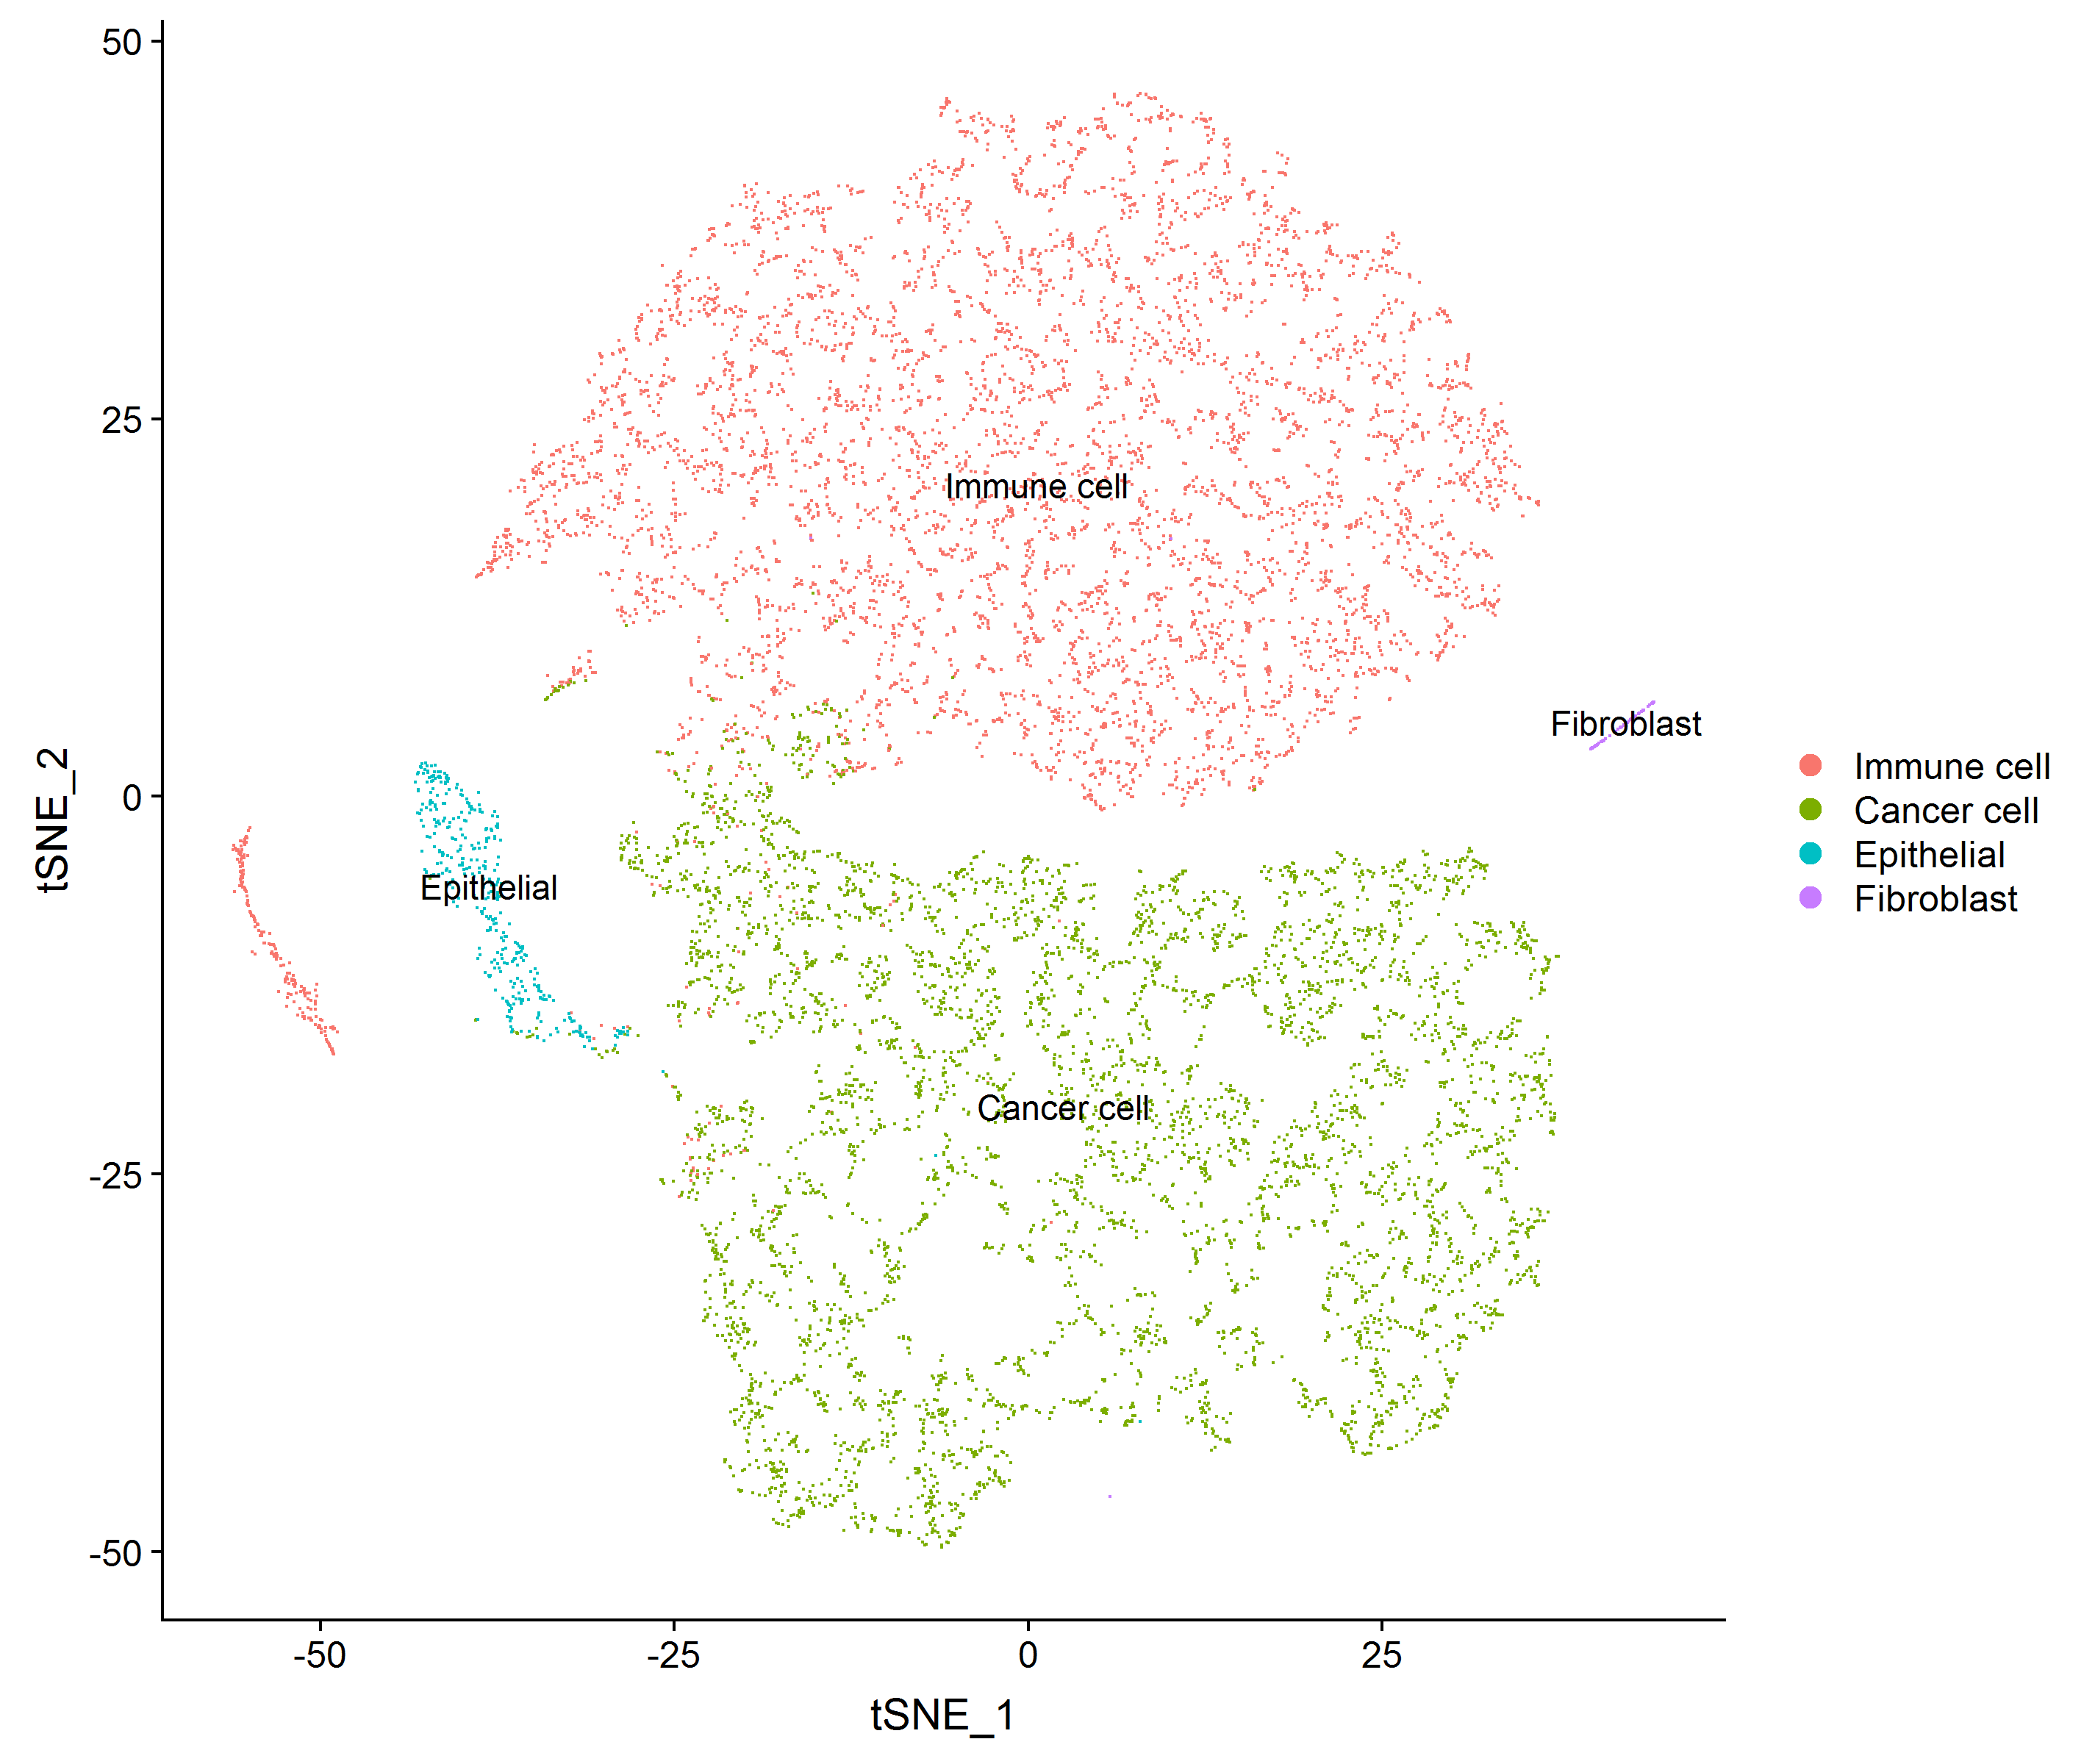 50
25
0
-25
-50
tSNE_2
Immune cell
Fibroblast
Epithelial
Cancer cell
Immune cell
Cancer cell
Epithelial
Fibroblast
-50 -25 0 25
tSNE_1